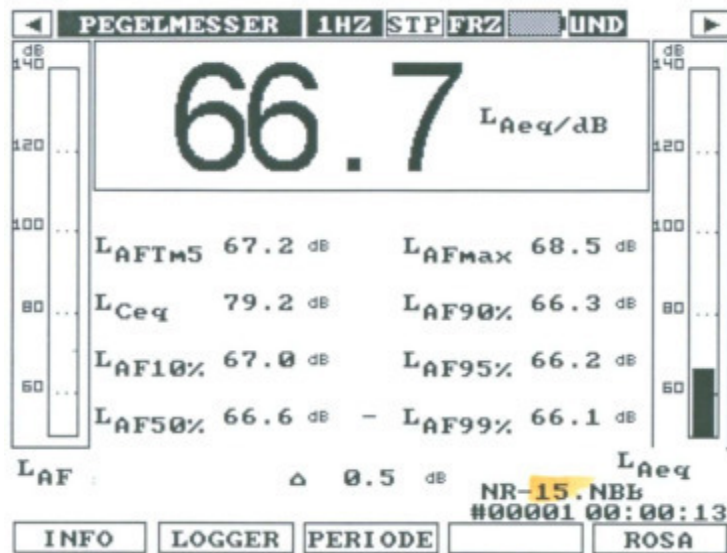 ◄ PEGELMESSER 1HZ STP FRZ UND ►
dB
140
120
100
80
60
66.7 LAeq/dB
dB
140
120
100
80
60
LAFTm5 67.2 dB LAFmax 68.5 dB
LCeq 79.2 dB LAF90% 66.3 dB
LAF10% 67.0 dB LAF95% 66.2 dB
LAF50% 66.6 dB - LAF99% 66.1 dB
LAF Δ 0.5 dB LAeq
NR-15.NBB
#00001 00:00:13
INFO LOGGER PERIODE ROSA